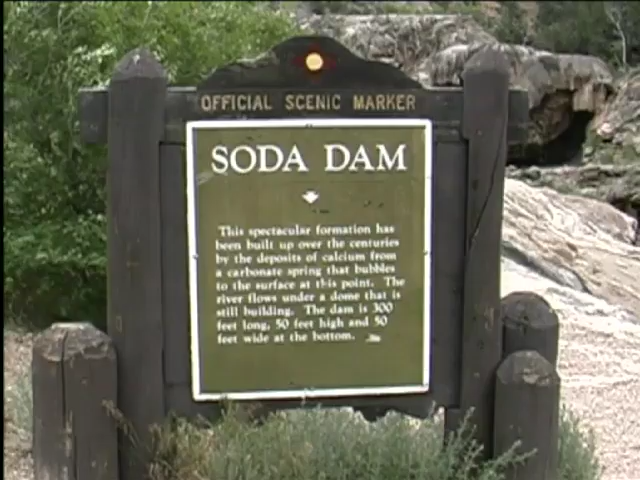 OFFICIAL SCENIC MARKER
SODA DAM
This spectacular formation has
been built up over the centuries
by the deposits of calcium from
a carbonate spring that bubbles
to the surface at this point. The
river flows under a dome that is
still building. The dam is 300
feet long, 50 feet high and 50
feet wide at the bottom.